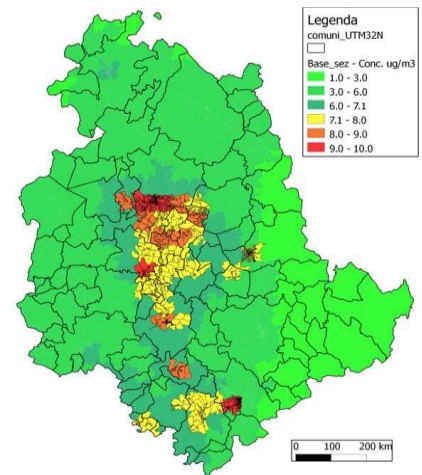 Legenda
comuni_UTM32N
Base_sez - Conc. ug/m3
1.0 - 3.0
3.0 - 6.0
6.0 - 7.1
7.1 - 8.0
8.0 - 9.0
9.0 - 10.0
0 100 200 km